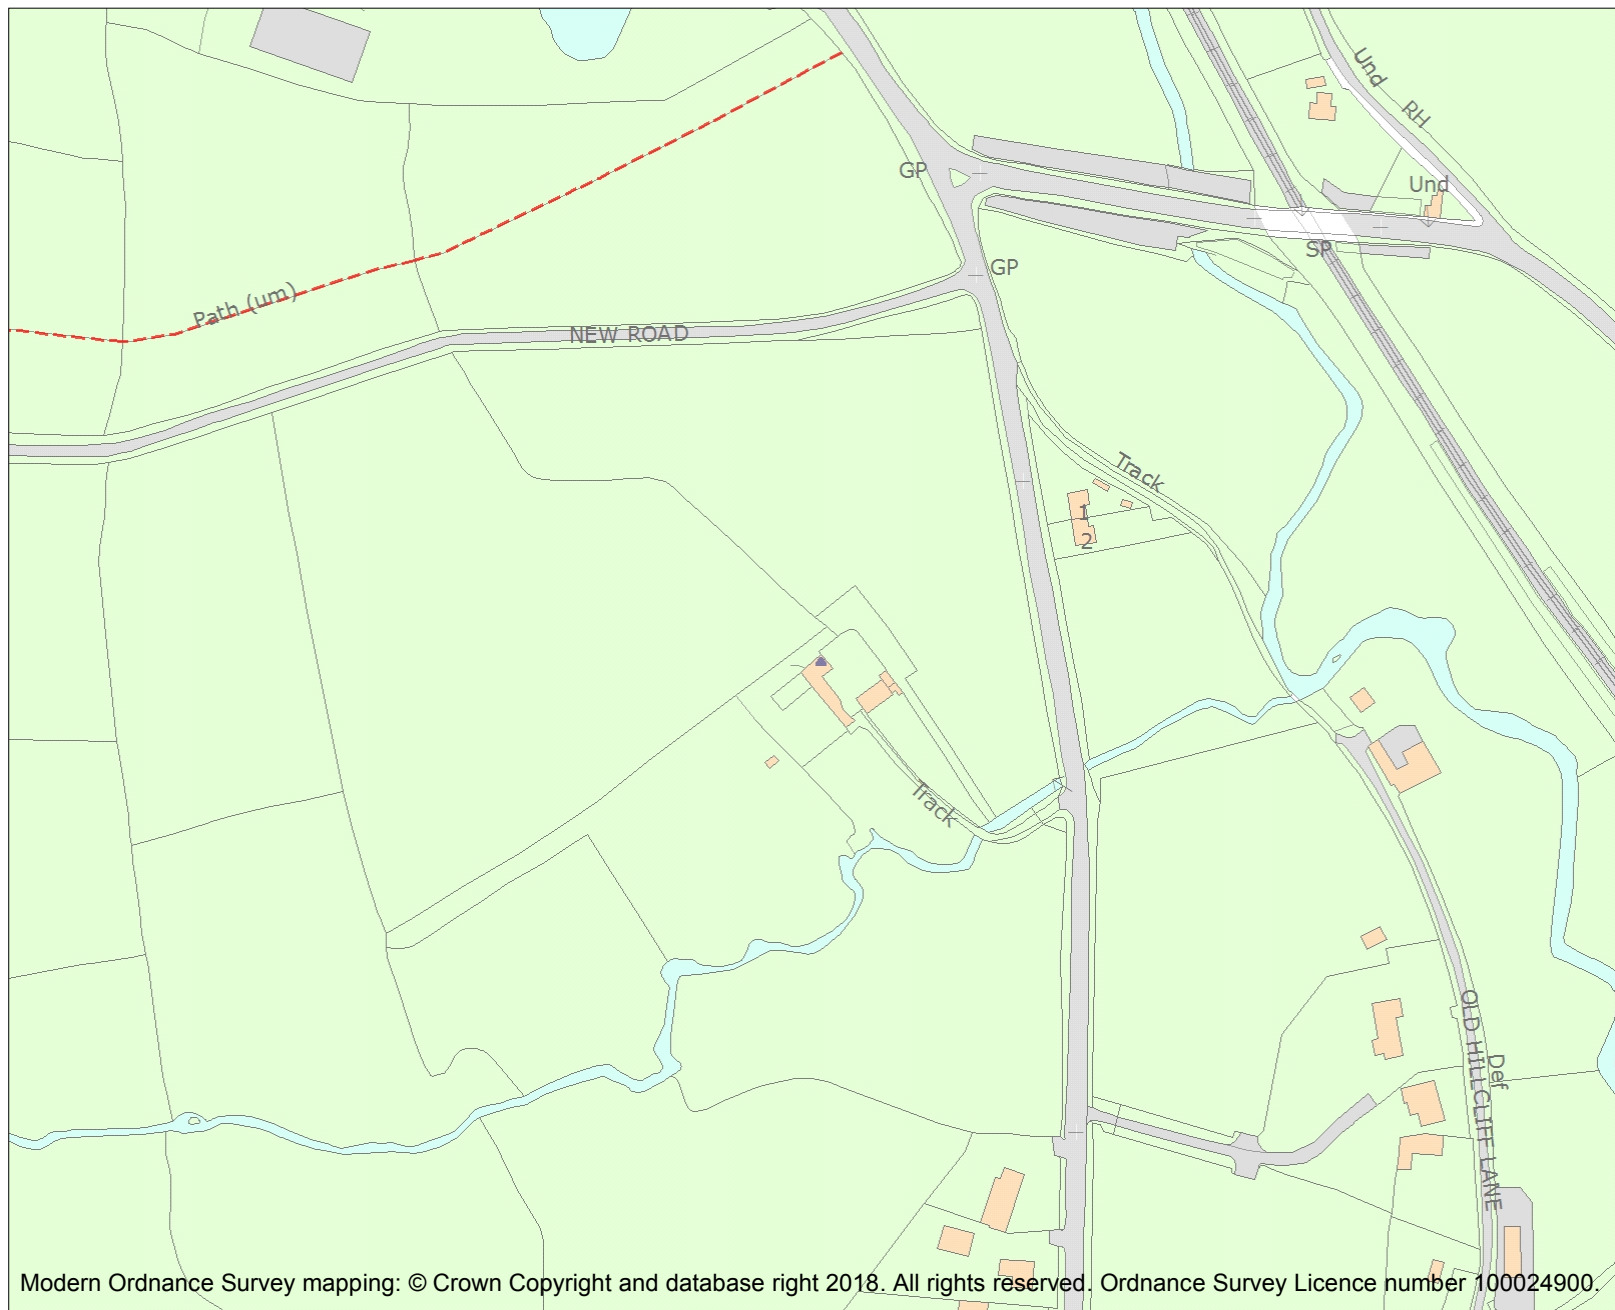 Und
RH
GP
Und
SP
GP
Path (um)
NEW ROAD
Track
1
2
Track
OLD HILLCLIFF LANE
Def
Modern Ordnance Survey mapping: © Crown Copyright and database right 2018. All rights reserved. Ordnance Survey Licence number 100024900.